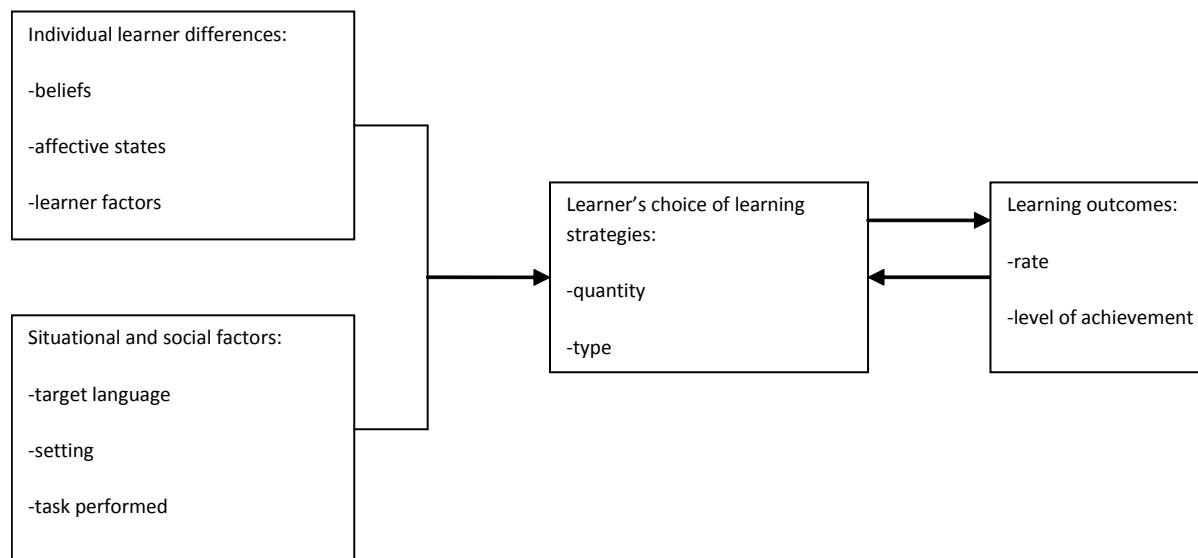 Individual learner differences:
-beliefs
-affective states
-learner factors
Situational and social factors:
-target language
-setting
-task performed
Learner’s choice of learning
strategies:
-quantity
-type
Learning outcomes:
-rate
-level of achievement